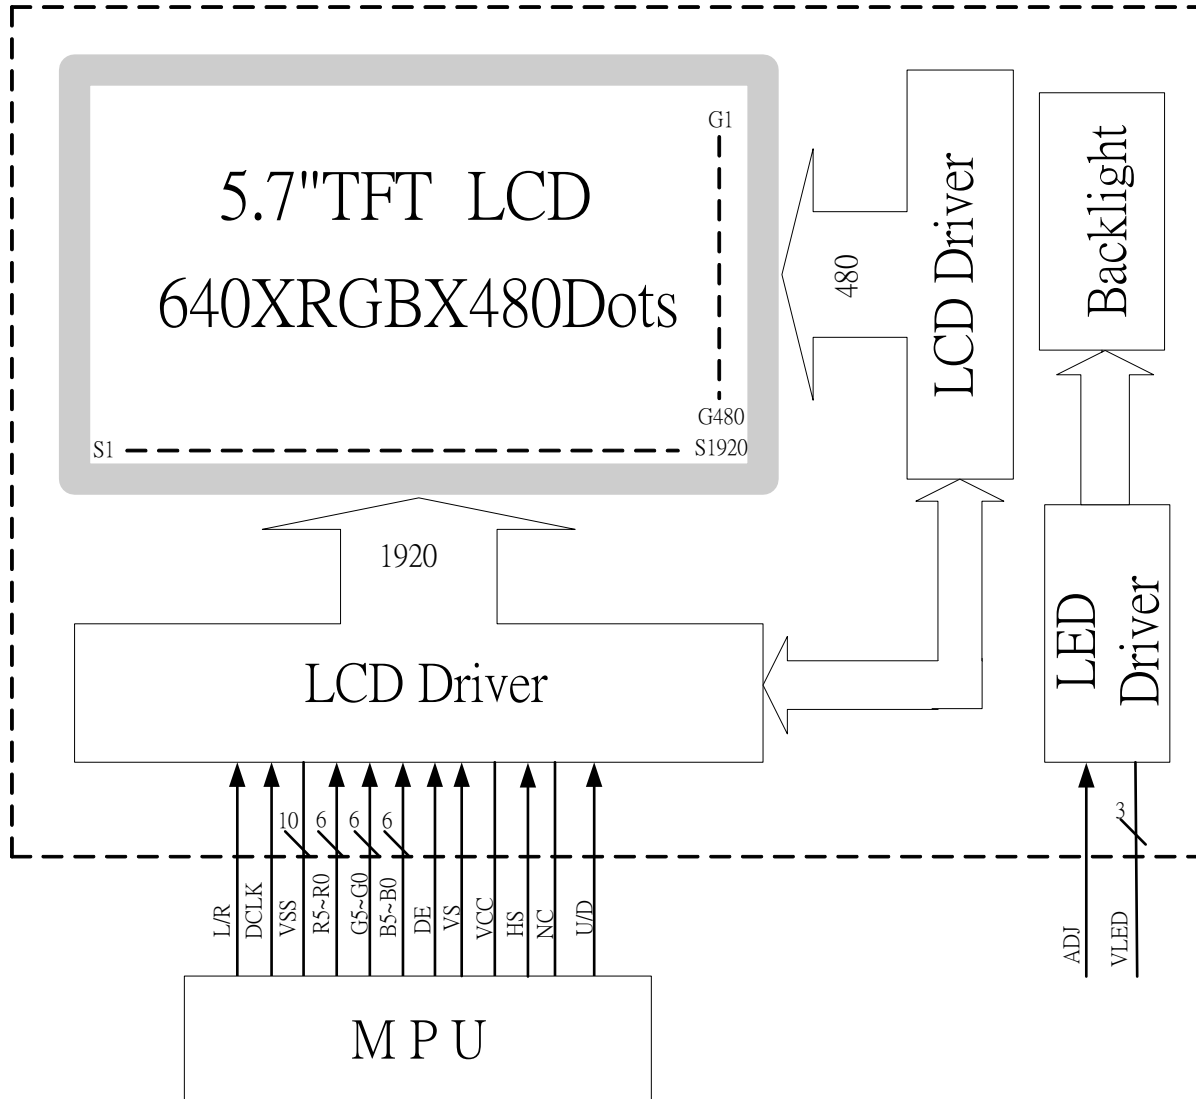 G1
5.7"TFT LCD
640XRGBX480Dots
G480
S1
S1920
480
LCD Driver
Backlight
1920
LCD Driver
LED
Driver
10
6
6
6
3
L/R
DCLK
VSS
R5~R0
G5~G0
B5~B0
DE
VS
VCC
HS
NC
U/D
ADJ
VLED
M P U